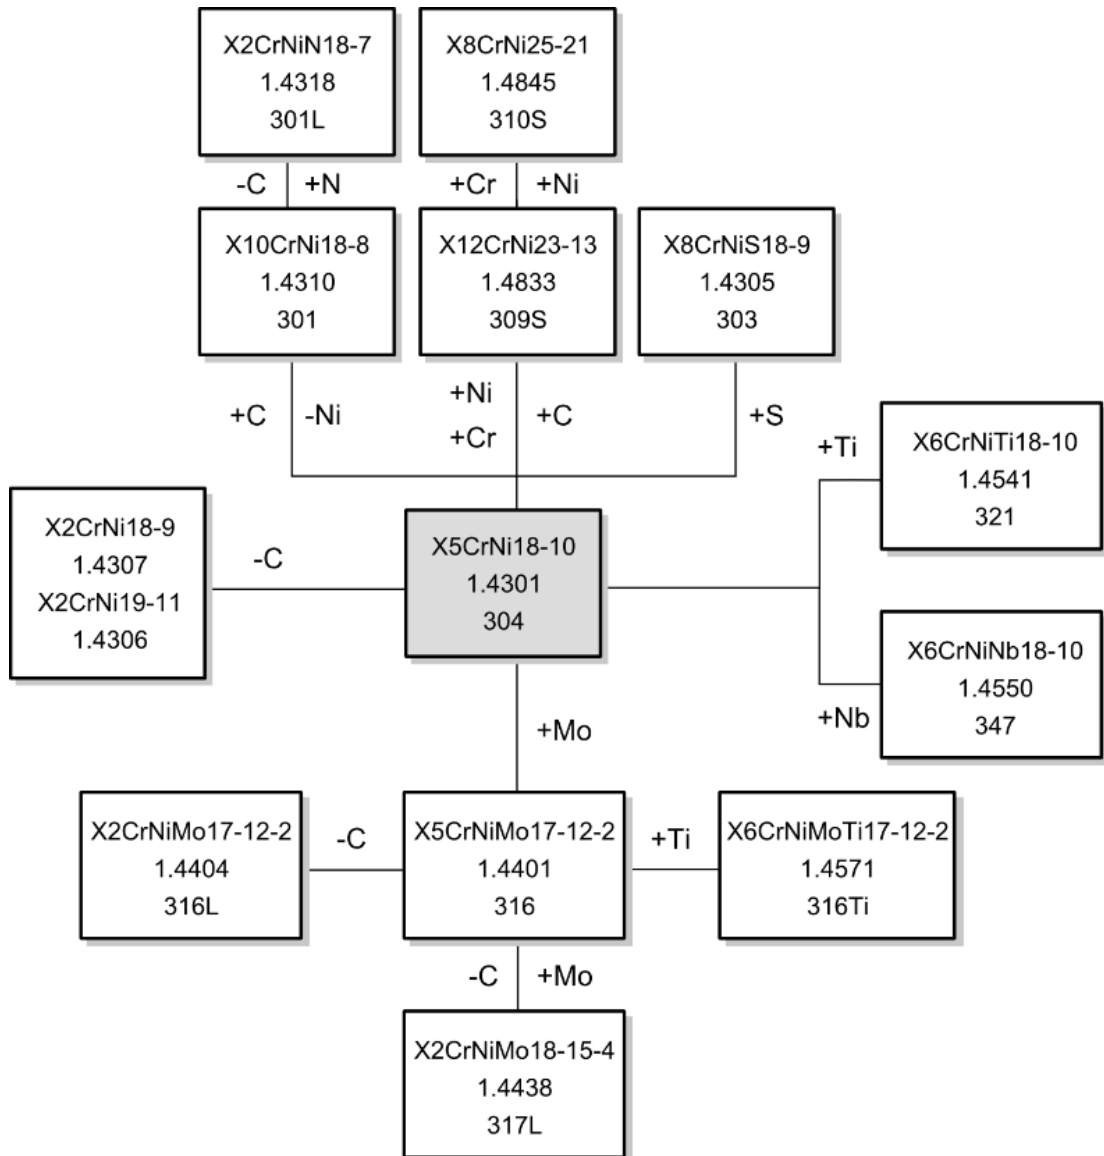 X2CrNiN18-7
1.4318
301L
X8CrNi25-21
1.4845
310S
-C
+N
+Cr
+Ni
X10CrNi18-8
1.4310
301
X12CrNi23-13
1.4833
309S
X8CrNiS18-9
1.4305
303
+C
-Ni
+Ni
+Cr
+C
+S
X6CrNiTi18-10
1.4541
321
+Ti
X2CrNi18-9
1.4307
X2CrNi19-11
1.4306
-C
X5CrNi18-10
1.4301
304
X6CrNiNb18-10
1.4550
347
+Nb
+Mo
X2CrNiMo17-12-2
1.4404
316L
-C
X5CrNiMo17-12-2
1.4401
316
+Ti
X6CrNiMoTi17-12-2
1.4571
316Ti
-C
+Mo
X2CrNiMo18-15-4
1.4438
317L